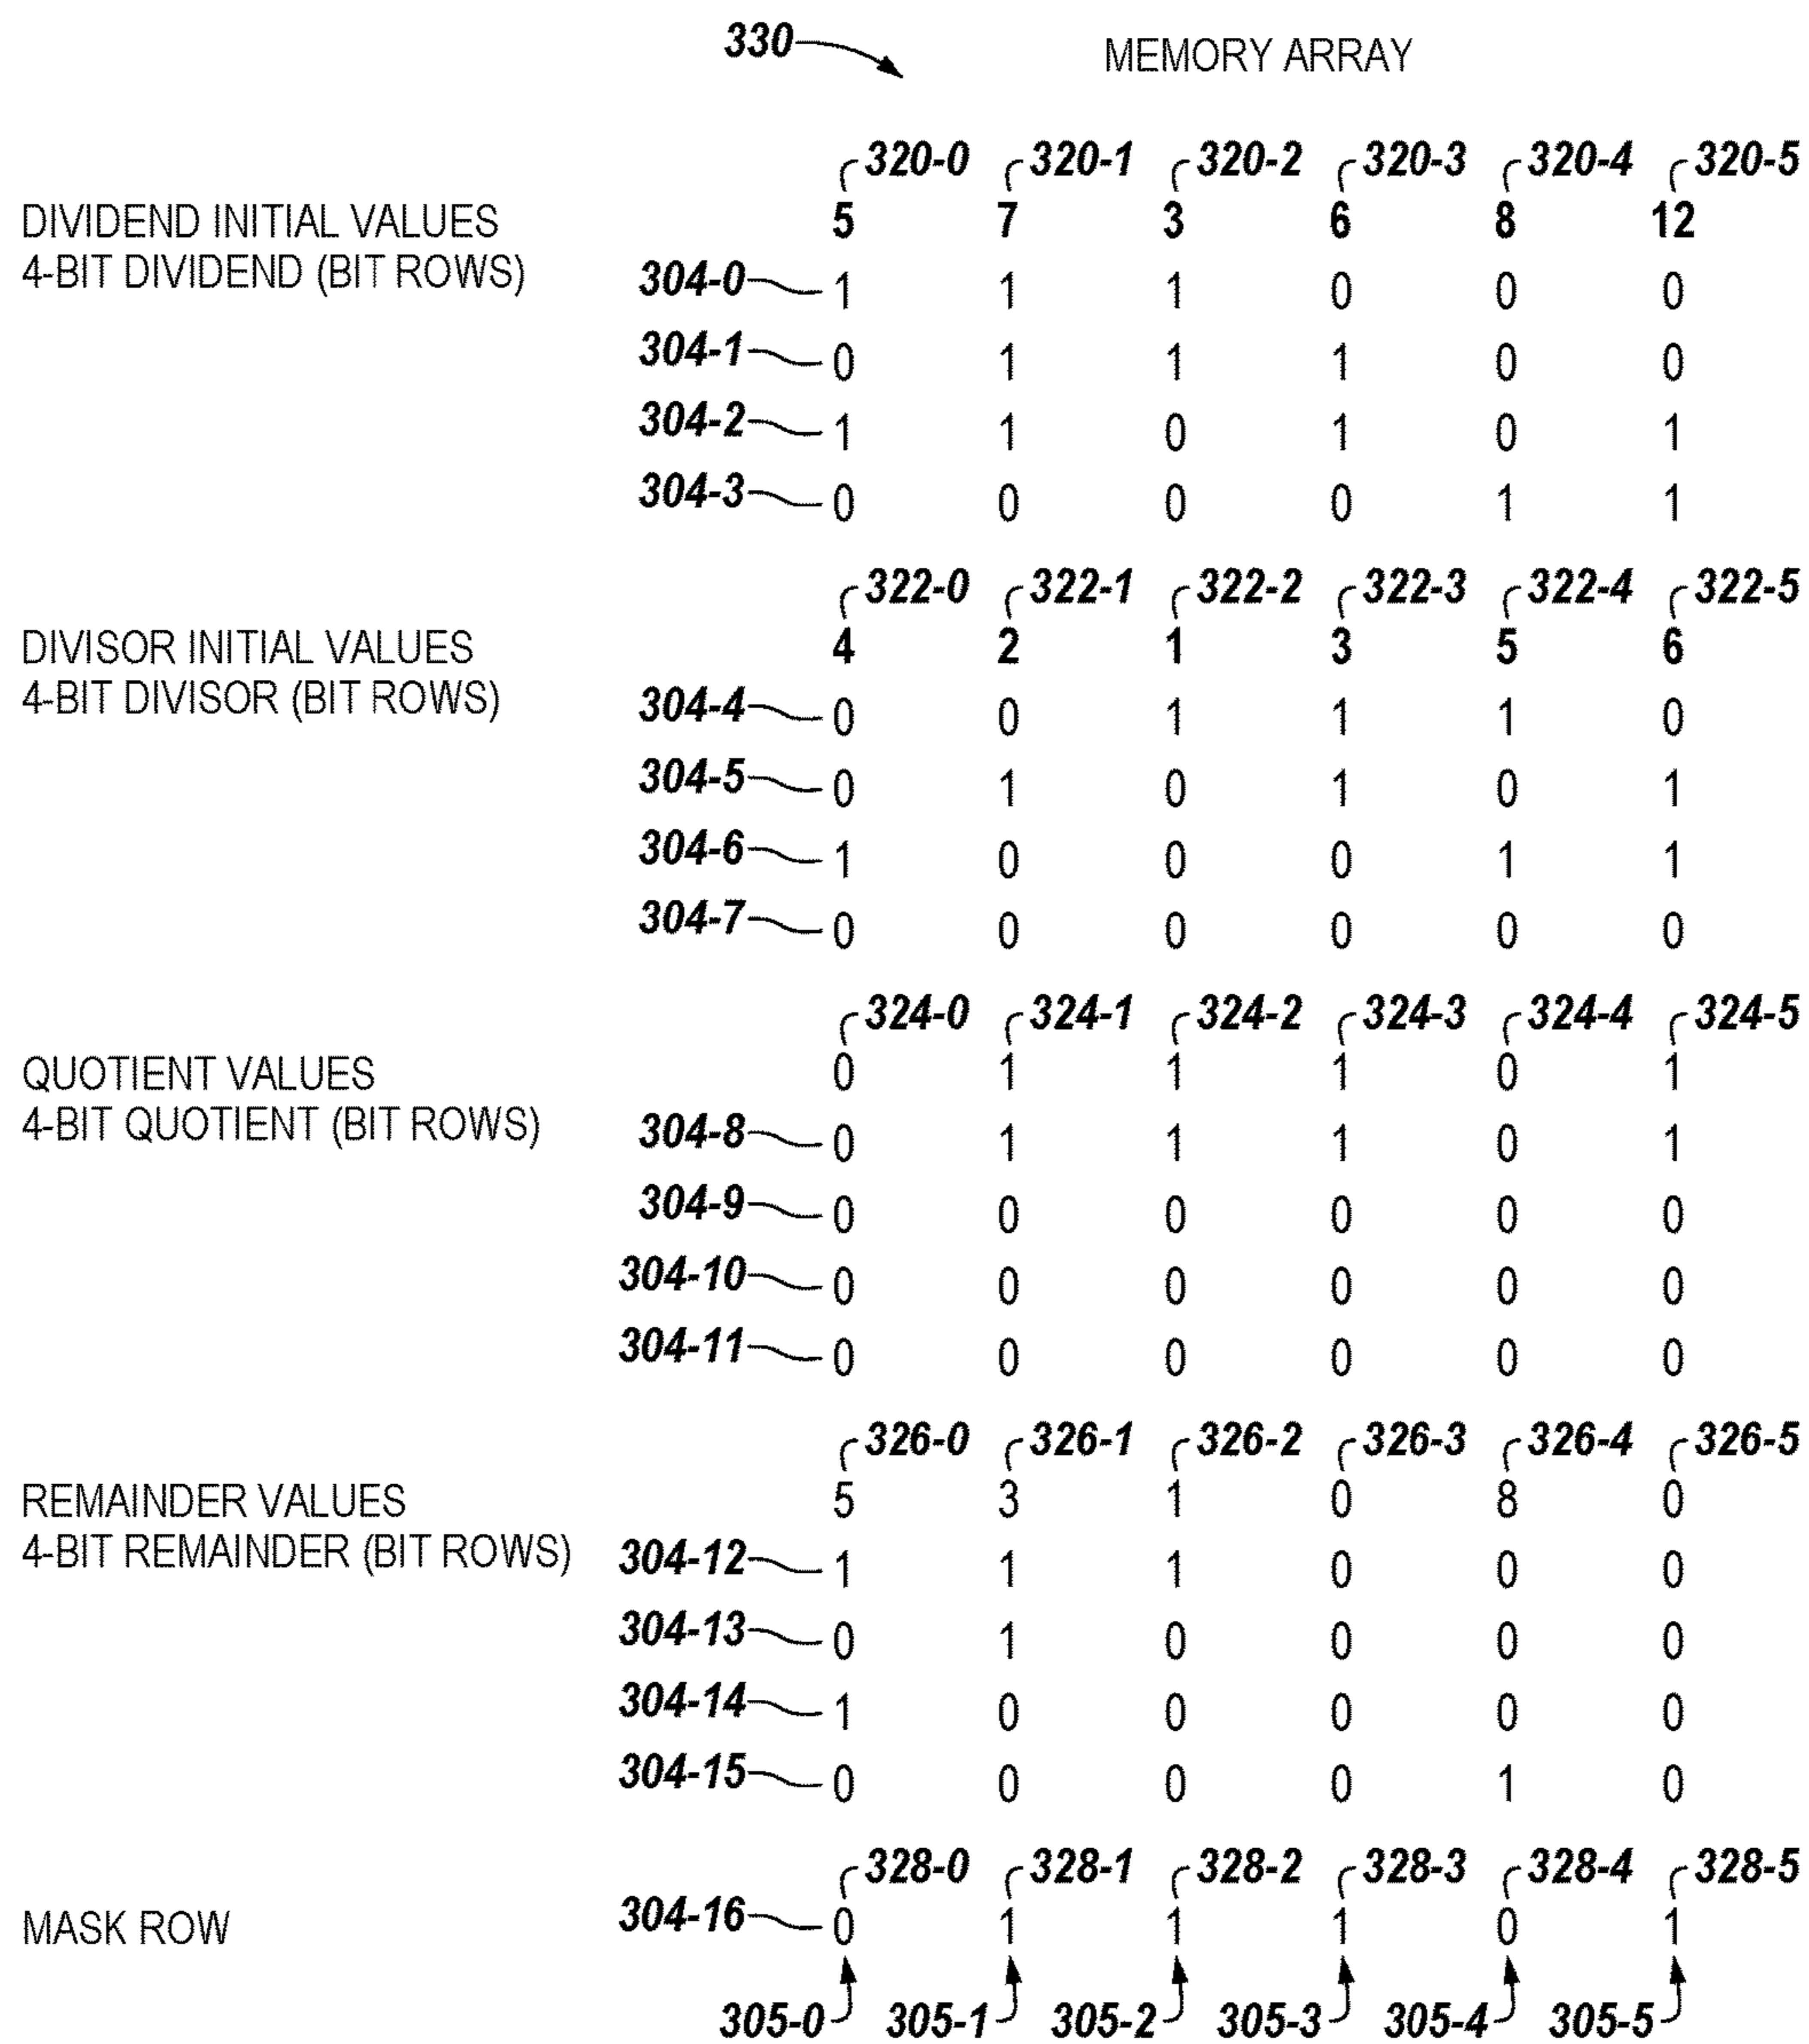 330 MEMORY ARRAY
320-0 320-1 320-2 320-3 320-4 320-5
DIVIDEND INITIAL VALUES 5 7 3 6 8 12
4-BIT DIVIDEND (BIT ROWS) 304-0 1 1 1 0 0 0
304-1 0 1 1 1 0 0
304-2 1 1 0 1 0 1
304-3 0 0 0 0 1 1
322-0 322-1 322-2 322-3 322-4 322-5
DIVISOR INITIAL VALUES 4 2 1 3 5 6
4-BIT DIVISOR (BIT ROWS) 304-4 0 0 1 1 1 0
304-5 0 1 0 1 0 1
304-6 1 0 0 0 1 1
304-7 0 0 0 0 0 0
324-0 324-1 324-2 324-3 324-4 324-5
QUOTIENT VALUES 0 1 1 1 0 1
4-BIT QUOTIENT (BIT ROWS) 304-8 0 1 1 1 0 1
304-9 0 0 0 0 0 0
304-10 0 0 0 0 0 0
304-11 0 0 0 0 0 0
326-0 326-1 326-2 326-3 326-4 326-5
REMAINDER VALUES 5 3 1 0 8 0
4-BIT REMAINDER (BIT ROWS) 304-12 1 1 1 0 0 0
304-13 0 1 0 0 0 0
304-14 1 0 0 0 0 0
304-15 0 0 0 0 1 0
328-0 328-1 328-2 328-3 328-4 328-5
MASK ROW 304-16 0 1 1 1 0 1
305-0 305-1 305-2 305-3 305-4 305-5